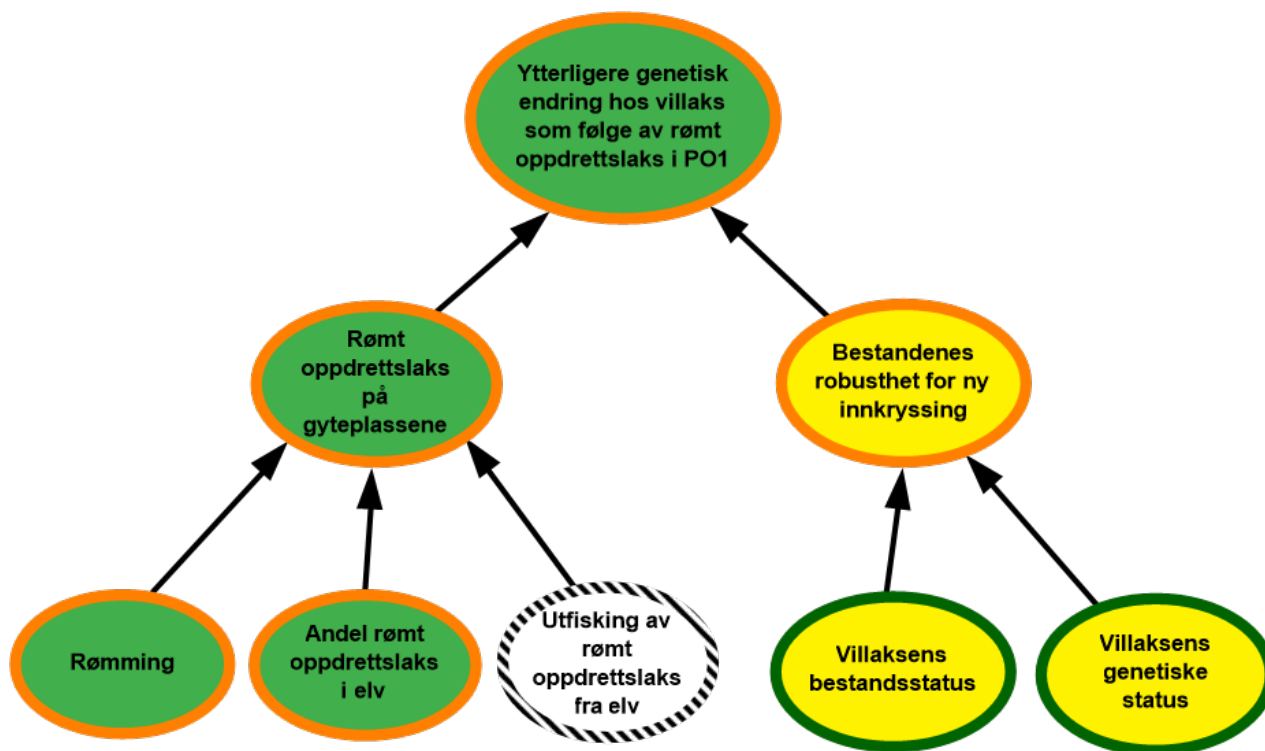 Ytterligere genetisk
endring hos villaks
som følge av rømt
oppdrettslaks i PO1
Rømt
oppdrettslaks
på
gyteplassene
Bestandenes
robusthet for ny
innkryssing
Rømming
Andel rømt
oppdrettslaks
i elv
Utfisking av
rømt
oppdrettslaks
fra elv
Villaksens
bestandsstatus
Villaksens
genetiske
status